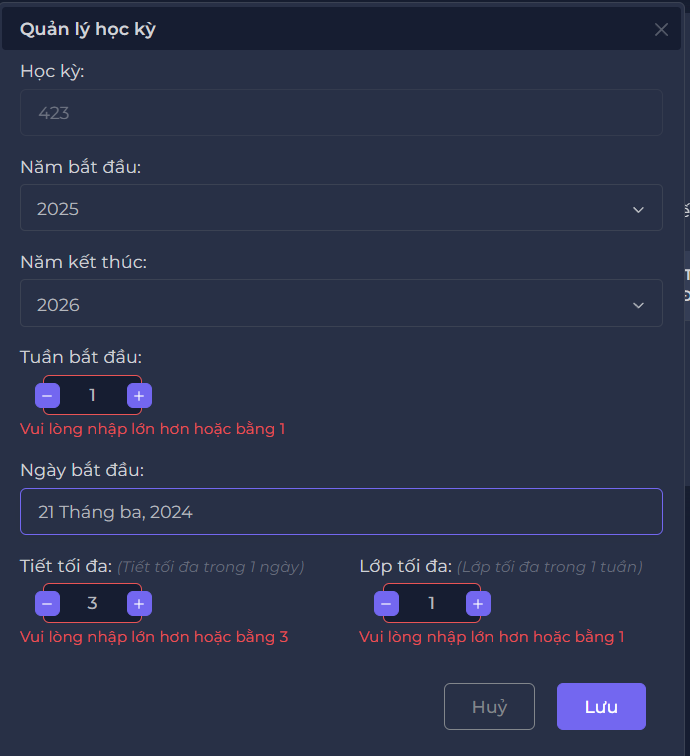 Quản lý học kỳ
Học kỳ:
423
Năm bắt đầu:
2025
Năm kết thúc:
2026
Tuần bắt đầu:
− 1 +
Vui lòng nhập lớn hơn hoặc bằng 1
Ngày bắt đầu:
21 Tháng ba, 2024
Tiết tối đa: (Tiết tối đa trong 1 ngày)
− 3 +
Vui lòng nhập lớn hơn hoặc bằng 3
Lớp tối đa: (Lớp tối đa trong 1 tuần)
− 1 +
Vui lòng nhập lớn hơn hoặc bằng 1
Huỷ
Lưu